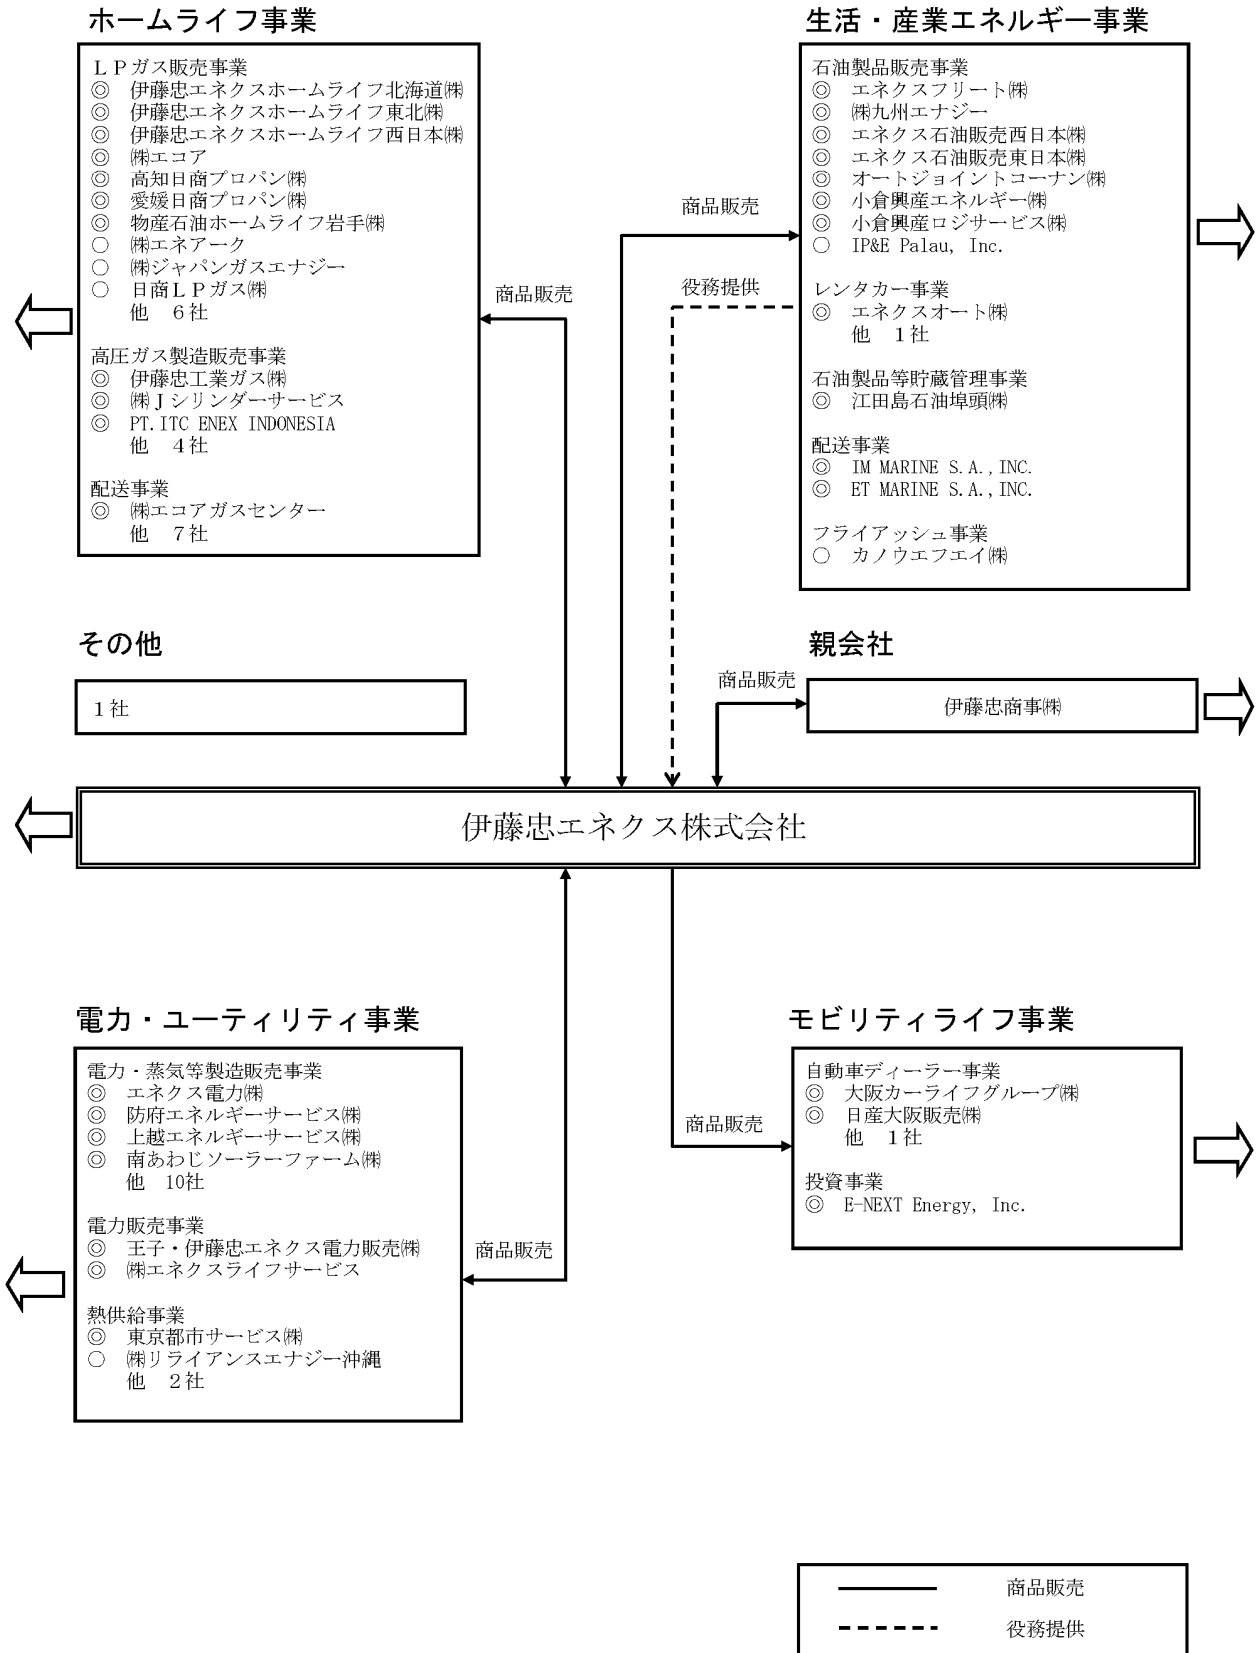 ホームライフ事業
LPガス販売事業
◎ 伊藤忠エネクスホームライフ北海道㈱
◎ 伊藤忠エネクスホームライフ東北㈱
◎ 伊藤忠エネクスホームライフ西日本㈱
◎ ㈱エコア
◎ 高知日商プロパン㈱
◎ 愛媛日商プロパン㈱
◎ 物産石油ホームライフ岩手㈱
○ ㈱エネアーク
○ ㈱ジャパンガスエナジー
○ 日商LPガス㈱
他 6社
高圧ガス製造販売事業
◎ 伊藤忠工業ガス㈱
◎ ㈱Jシリンダーサービス
◎ PT.ITC ENEX INDONESIA
他 4社
配送事業
◎ ㈱エコアガスセンター
他 7社
商品販売
生活・産業エネルギー事業
石油製品販売事業
◎ エネクスフリート㈱
◎ ㈱九州エナジー
◎ エネクス石油販売西日本㈱
◎ エネクス石油販売東日本㈱
◎ オートジョイントコーナン㈱
◎ 小倉興産エネルギー㈱
◎ 小倉興産ロジサービス㈱
○ IP&E Palau, Inc.
レンタカー事業
◎ エネクスオート㈱
他 1社
石油製品等貯蔵管理事業
◎ 江田島石油埠頭㈱
配送事業
◎ IM MARINE S.A.,INC.
◎ ET MARINE S.A.,INC.
フライアッシュ事業
○ カノウエフエイ㈱
商品販売
役務提供
その他
1社
親会社
商品販売
伊藤忠商事㈱
伊藤忠エネクス株式会社
電力・ユーティリティ事業
電力・蒸気等製造販売事業
◎ エネクス電力㈱
◎ 防府エネルギーサービス㈱
◎ 上越エネルギーサービス㈱
◎ 南あわじソーラーファーム㈱
他 10社
電力販売事業
◎ 王子・伊藤忠エネクス電力販売㈱
◎ ㈱エネクスライフサービス
熱供給事業
◎ 東京都市サービス㈱
○ ㈱リライアンスエナジー沖縄
他 2社
商品販売
モビリティライフ事業
自動車ディーラー事業
◎ 大阪カーライフグループ㈱
◎ 日産大阪販売㈱
他 1社
投資事業
◎ E-NEXT Energy, Inc.
商品販売
商品販売
役務提供